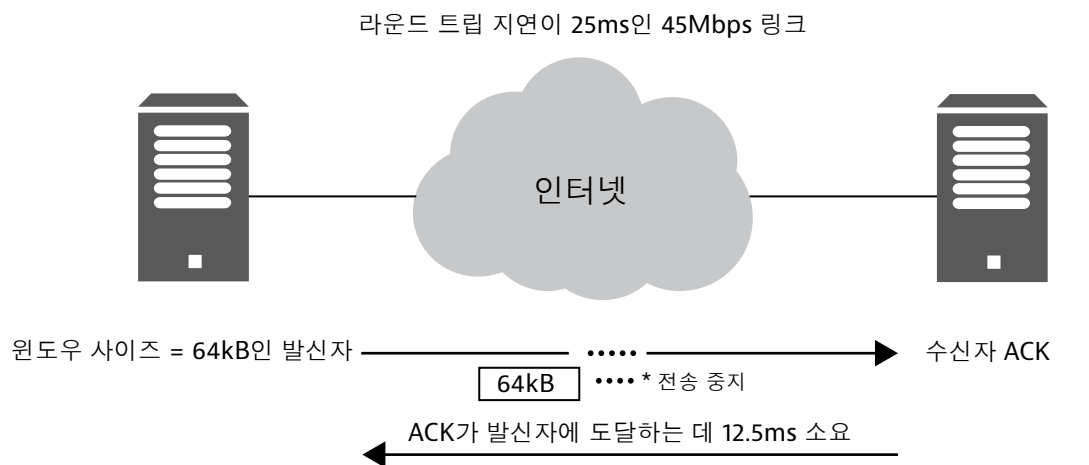 라운드 트립 지연이 25ms인 45Mbps 링크
인터넷
윈도우 사이즈 = 64kB인 발신자
수신자 ACK
64kB
* 전송 중지
ACK가 발신자에 도달하는 데 12.5ms 소요